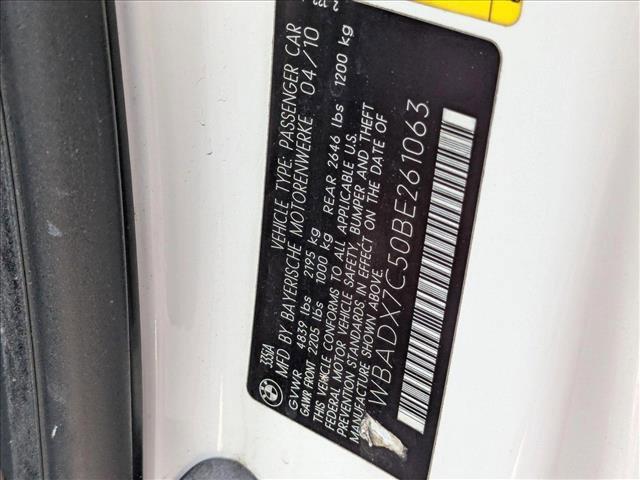 335IA
VEHICLE TYPE: PASSENGER CAR
MFD BY: BAYERISCHE MOTORENWERKE 04/10
GVWR 4839 lbs 2195 kg
GAWR FRONT 2205 lbs 1000 kg REAR 2646 lbs 1200 kg
THIS VEHICLE CONFORMS TO ALL APPLICABLE U.S.
FEDERAL MOTOR VEHICLE SAFETY, BUMPER AND THEFT
PREVENTION STANDARDS IN EFFECT ON THE DATE OF
MANUFACTURE SHOWN ABOVE.
WBADX7C50BE261063